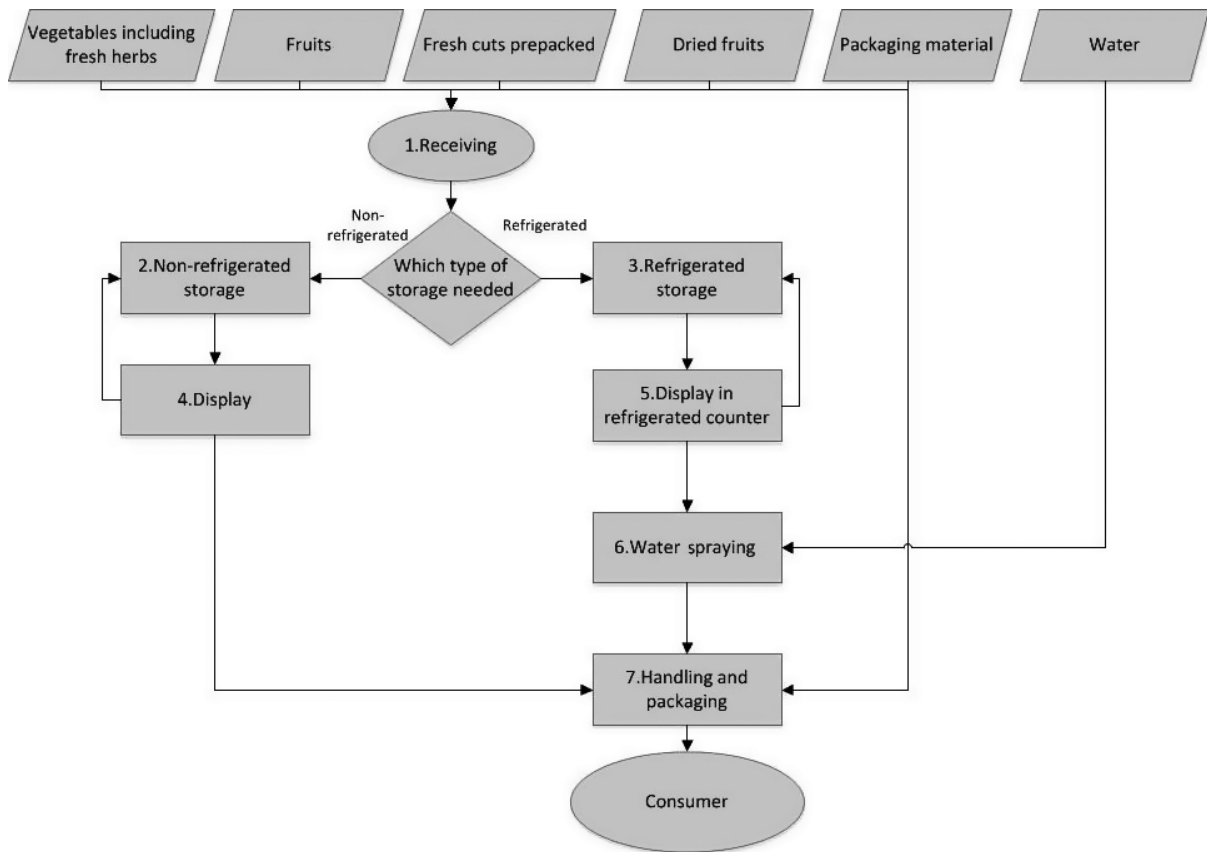 Vegetables including
fresh herbs
Fruits
Fresh cuts prepacked
Dried fruits
Packaging material
Water
1.Receiving
Non-
refrigerated
Refrigerated
Which type of
storage needed
2.Non-refrigerated
storage
3.Refrigerated
storage
4.Display
5.Display in
refrigerated counter
6.Water spraying
7.Handling and
packaging
Consumer